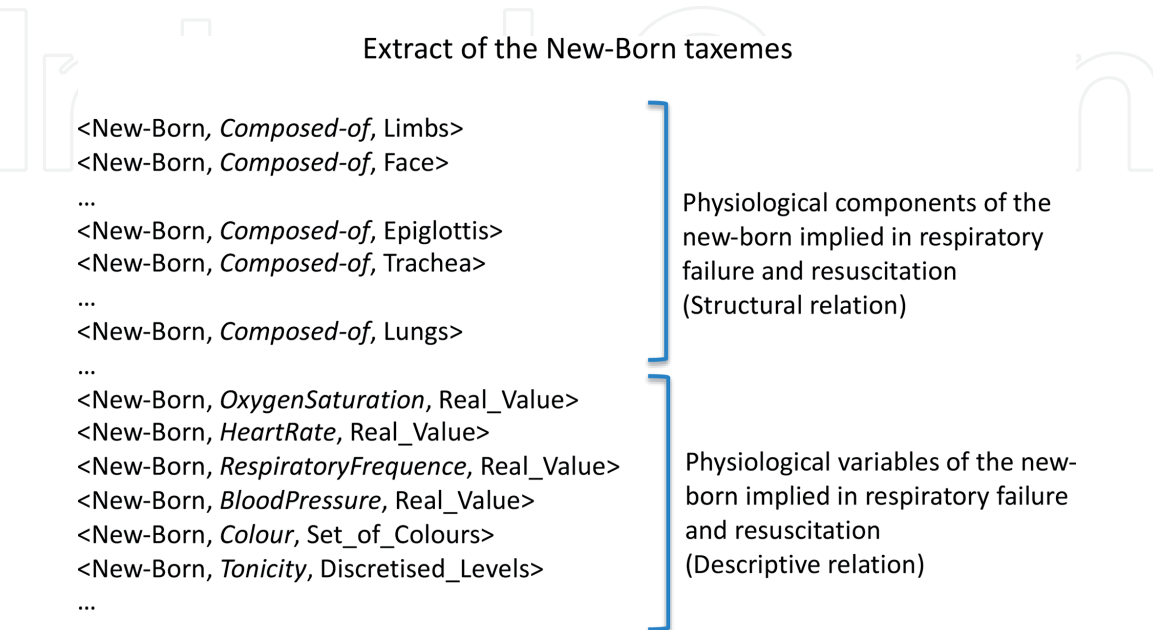 Extract of the New-Born taxemes
<New-Born, Composed-of, Limbs>
<New-Born, Composed-of, Face>
...
<New-Born, Composed-of, Epiglottis>
<New-Born, Composed-of, Trachea>
...
<New-Born, Composed-of, Lungs>
...
Physiological components of the
new-born implied in respiratory
failure and resuscitation
(Structural relation)
<New-Born, OxygenSaturation, Real_Value>
<New-Born, HeartRate, Real_Value>
<New-Born, RespiratoryFrequence, Real_Value>
<New-Born, BloodPressure, Real_Value>
<New-Born, Colour, Set_of_Colours>
<New-Born, Tonicity, Discretised_Levels>
...
Physiological variables of the new-
born implied in respiratory failure
and resuscitation
(Descriptive relation)